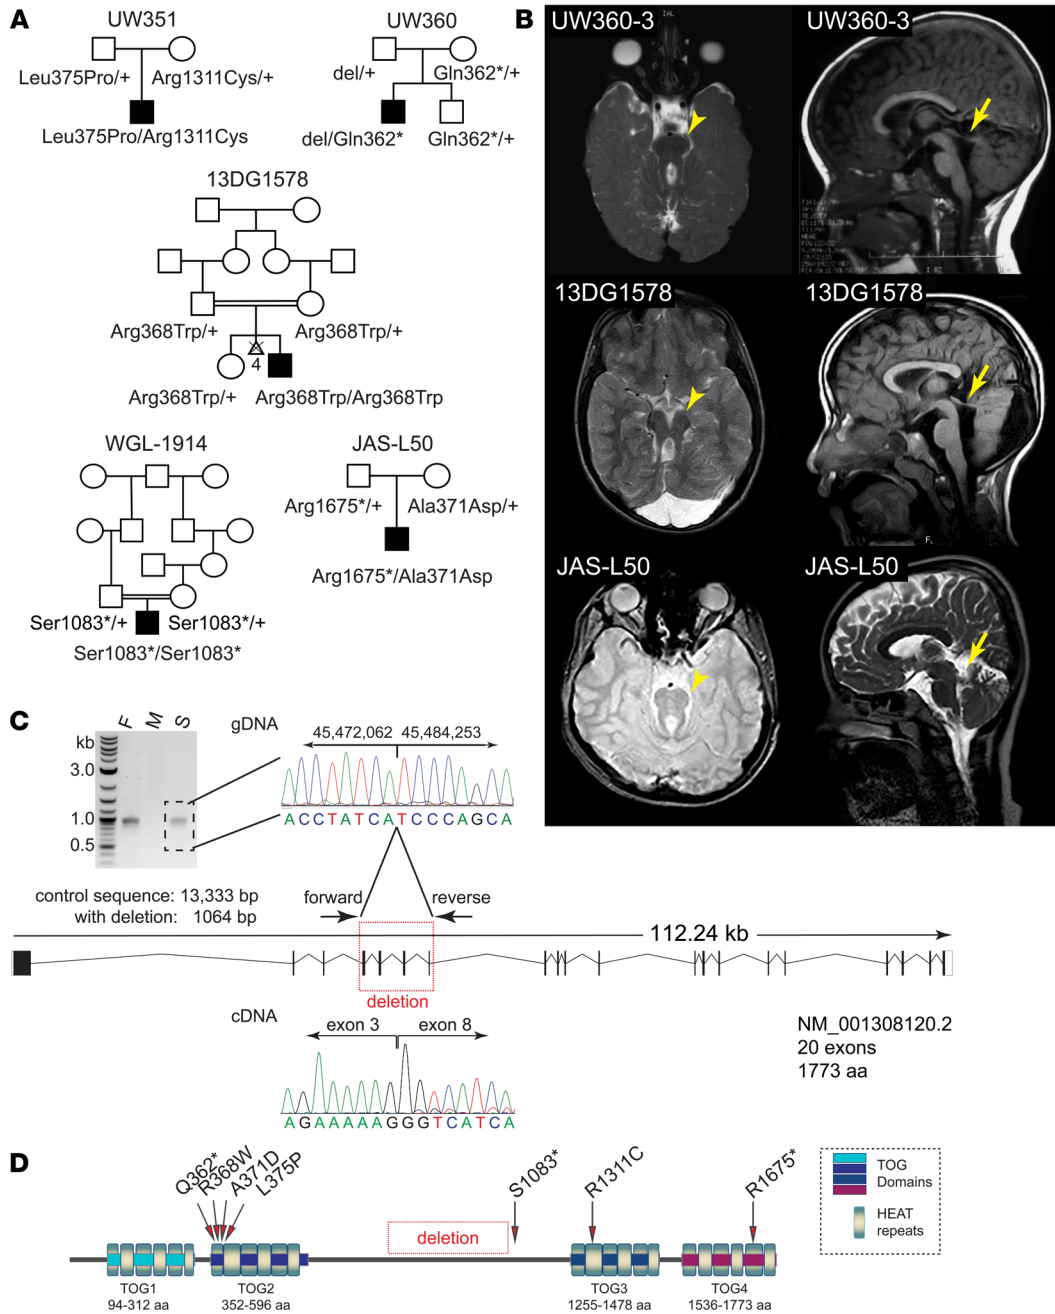 A
UW351
Leu375Pro/+
Arg1311Cys/+
Leu375Pro/Arg1311Cys
UW360
del/+
Gln362*/+
del/Gln362*
Gln362*/+
13DG1578
Arg368Trp/+
Arg368Trp/+
4
Arg368Trp/+
Arg368Trp/Arg368Trp
WGL-1914
Ser1083*/+
Ser1083*/+
Ser1083*/Ser1083*
JAS-L50
Arg1675*/+
Ala371Asp/+
Arg1675*/Ala371Asp
B
UW360-3
UW360-3
13DG1578
13DG1578
JAS-L50
JAS-L50
C
F M S
kb
3.0
1.0
0.5
gDNA
45,472,062 45,484,253
ACCTATCATCCCAGCA
control sequence: 13,333 bp
with deletion: 1064 bp
forward
reverse
112.24 kb
deletion
cDNA
exon 3 exon 8
AGAAAAAGGGTCATCA
NM_001308120.2
20 exons
1773 aa
D
Q362*
R368W
A371D
L375P
S1083*
R1311C
R1675*
deletion
TOG1
94-312 aa
TOG2
352-596 aa
TOG3
1255-1478 aa
TOG4
1536-1773 aa
TOG
Domains
HEAT
repeats